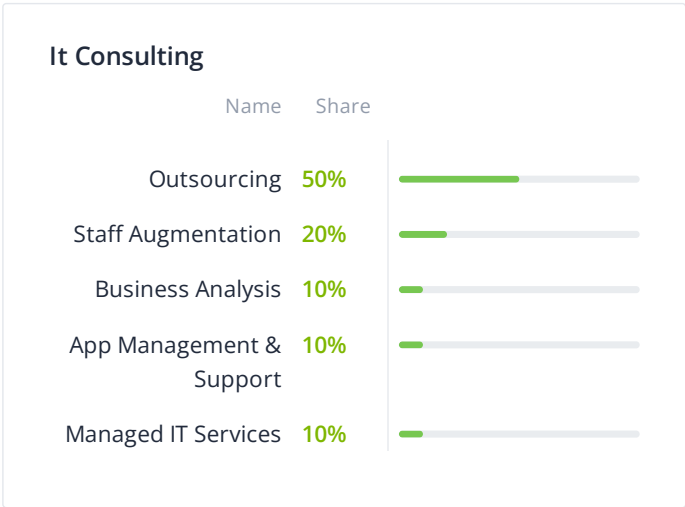 It Consulting
Name Share
Outsourcing 50%
Staff Augmentation 20%
Business Analysis 10%
App Management & 10%
Support
Managed IT Services 10%